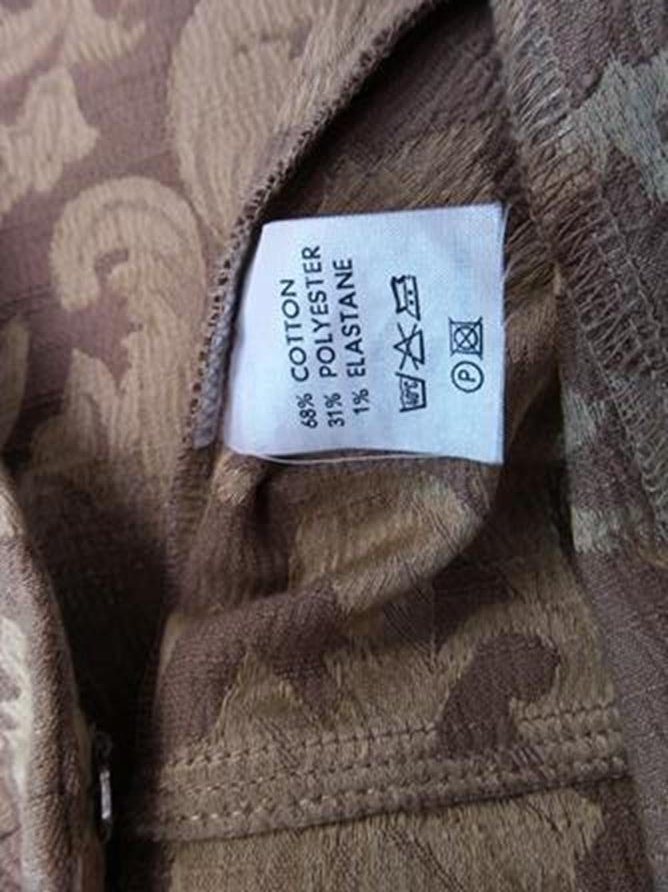 68% COTTON
31% POLYESTER
1% ELASTANE
P